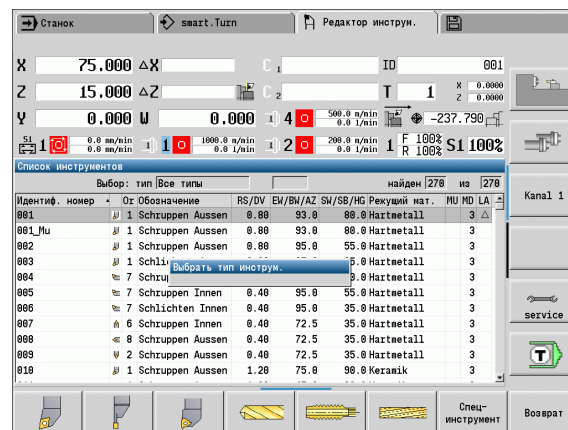 Станок smart.Turn Редактор инструм.
X 75.000 ΔX C 1 ID 001
Z 15.000 ΔZ C 2 T 1 X 0.0000 Z 0.0000
Y 0.000 U 0.000 4 500.0 m/min 0.0 1/min -237.790
S1 1 0.0 mm/min 0.0 m/min 1 1000.0 m/min 0.0 1/min 2 200.0 m/min 0.0 1/min 1 F 100% R 100% S1 100%
Список инструментов
Выбор: тип Все типы найден 270 из 270
Идентиф. номер Or Обозначение RS/DV EW/BW/AZ SW/SB/HG Режущий мат. MU MD LA
001 1 Schruppen Aussen 0.80 93.0 80.0 Hartmetall 3
001_Mu 1 Schruppen Aussen 0.80 93.0 80.0 Hartmetall 3
002 1 Schruppen Aussen 0.80 95.0 55.0 Hartmetall 3
003 1 Hartmetall 3
Выбрать тип инструм.
004 7 Hartmetall 3
005 7 Schruppen Innen 0.40 95.0 55.0 Hartmetall 3
006 7 Schlichten Innen 0.40 95.0 35.0 Hartmetall 3
007 6 Schruppen Innen 0.40 72.5 35.0 Hartmetall 3
008 8 Schruppen Aussen 0.40 72.5 35.0 Hartmetall 3
009 2 Schruppen Aussen 0.40 72.5 35.0 Hartmetall 3
010 1 Schruppen Aussen 1.20 75.0 90.0 Keramik 3
Kanal 1
service
T
Спец-
инструмент
Возврат